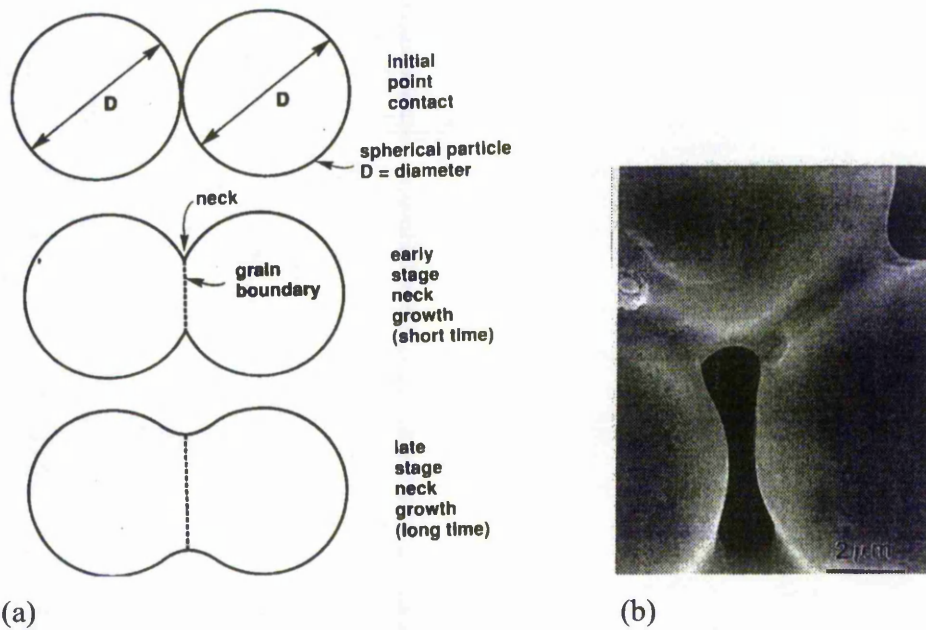 D
D
initial
point
contact
spherical particle
D = diameter
neck
grain
boundary
early
stage
neck
growth
(short time)
late
stage
neck
growth
(long time)
2 μm
(a)
(b)